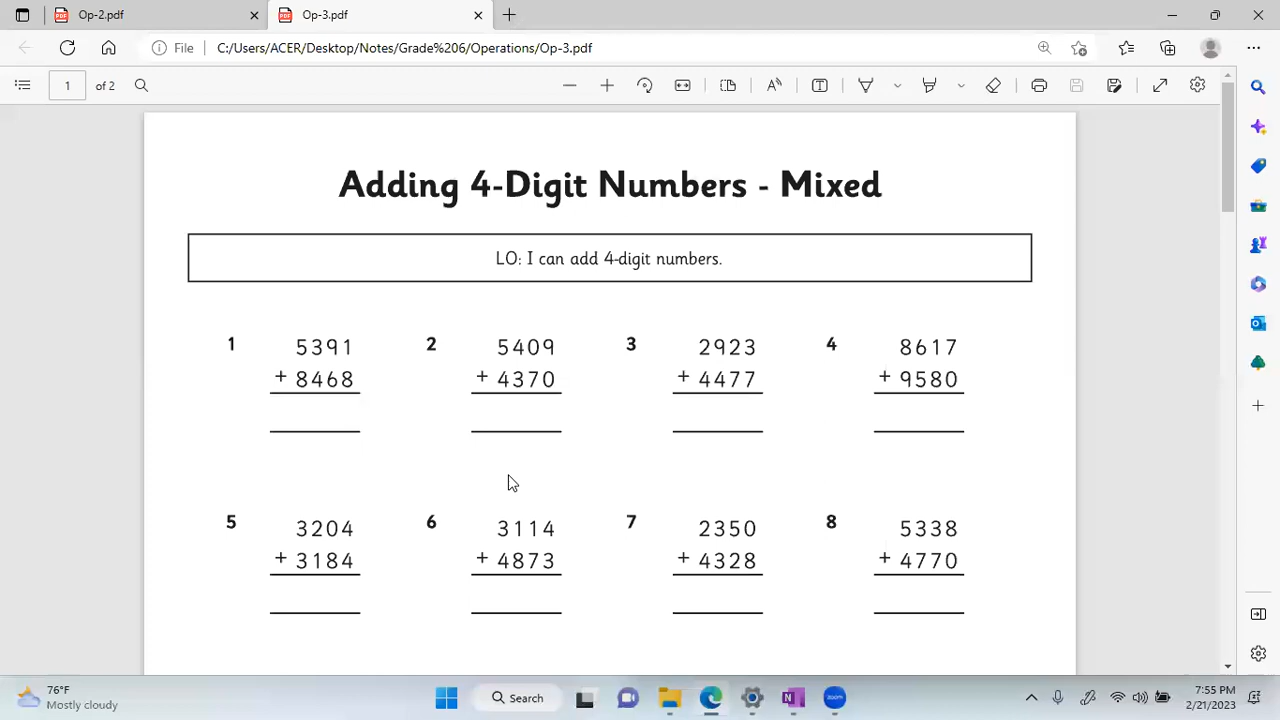 Op-2.pdf
Op-3.pdf
File C:/Users/ACER/Desktop/Notes/Grade%206/Operations/Op-3.pdf
1 of 2
Adding 4-Digit Numbers - Mixed
LO: I can add 4-digit numbers.
1 5391 2 5409 3 2923 4 8617
+ 8468 + 4370 + 4477 + 9580
5 3204 6 3114 7 2350 8 5338
+ 3184 + 4873 + 4328 + 4770
76°F
Mostly cloudy
Search
7:55 PM
2/21/2023